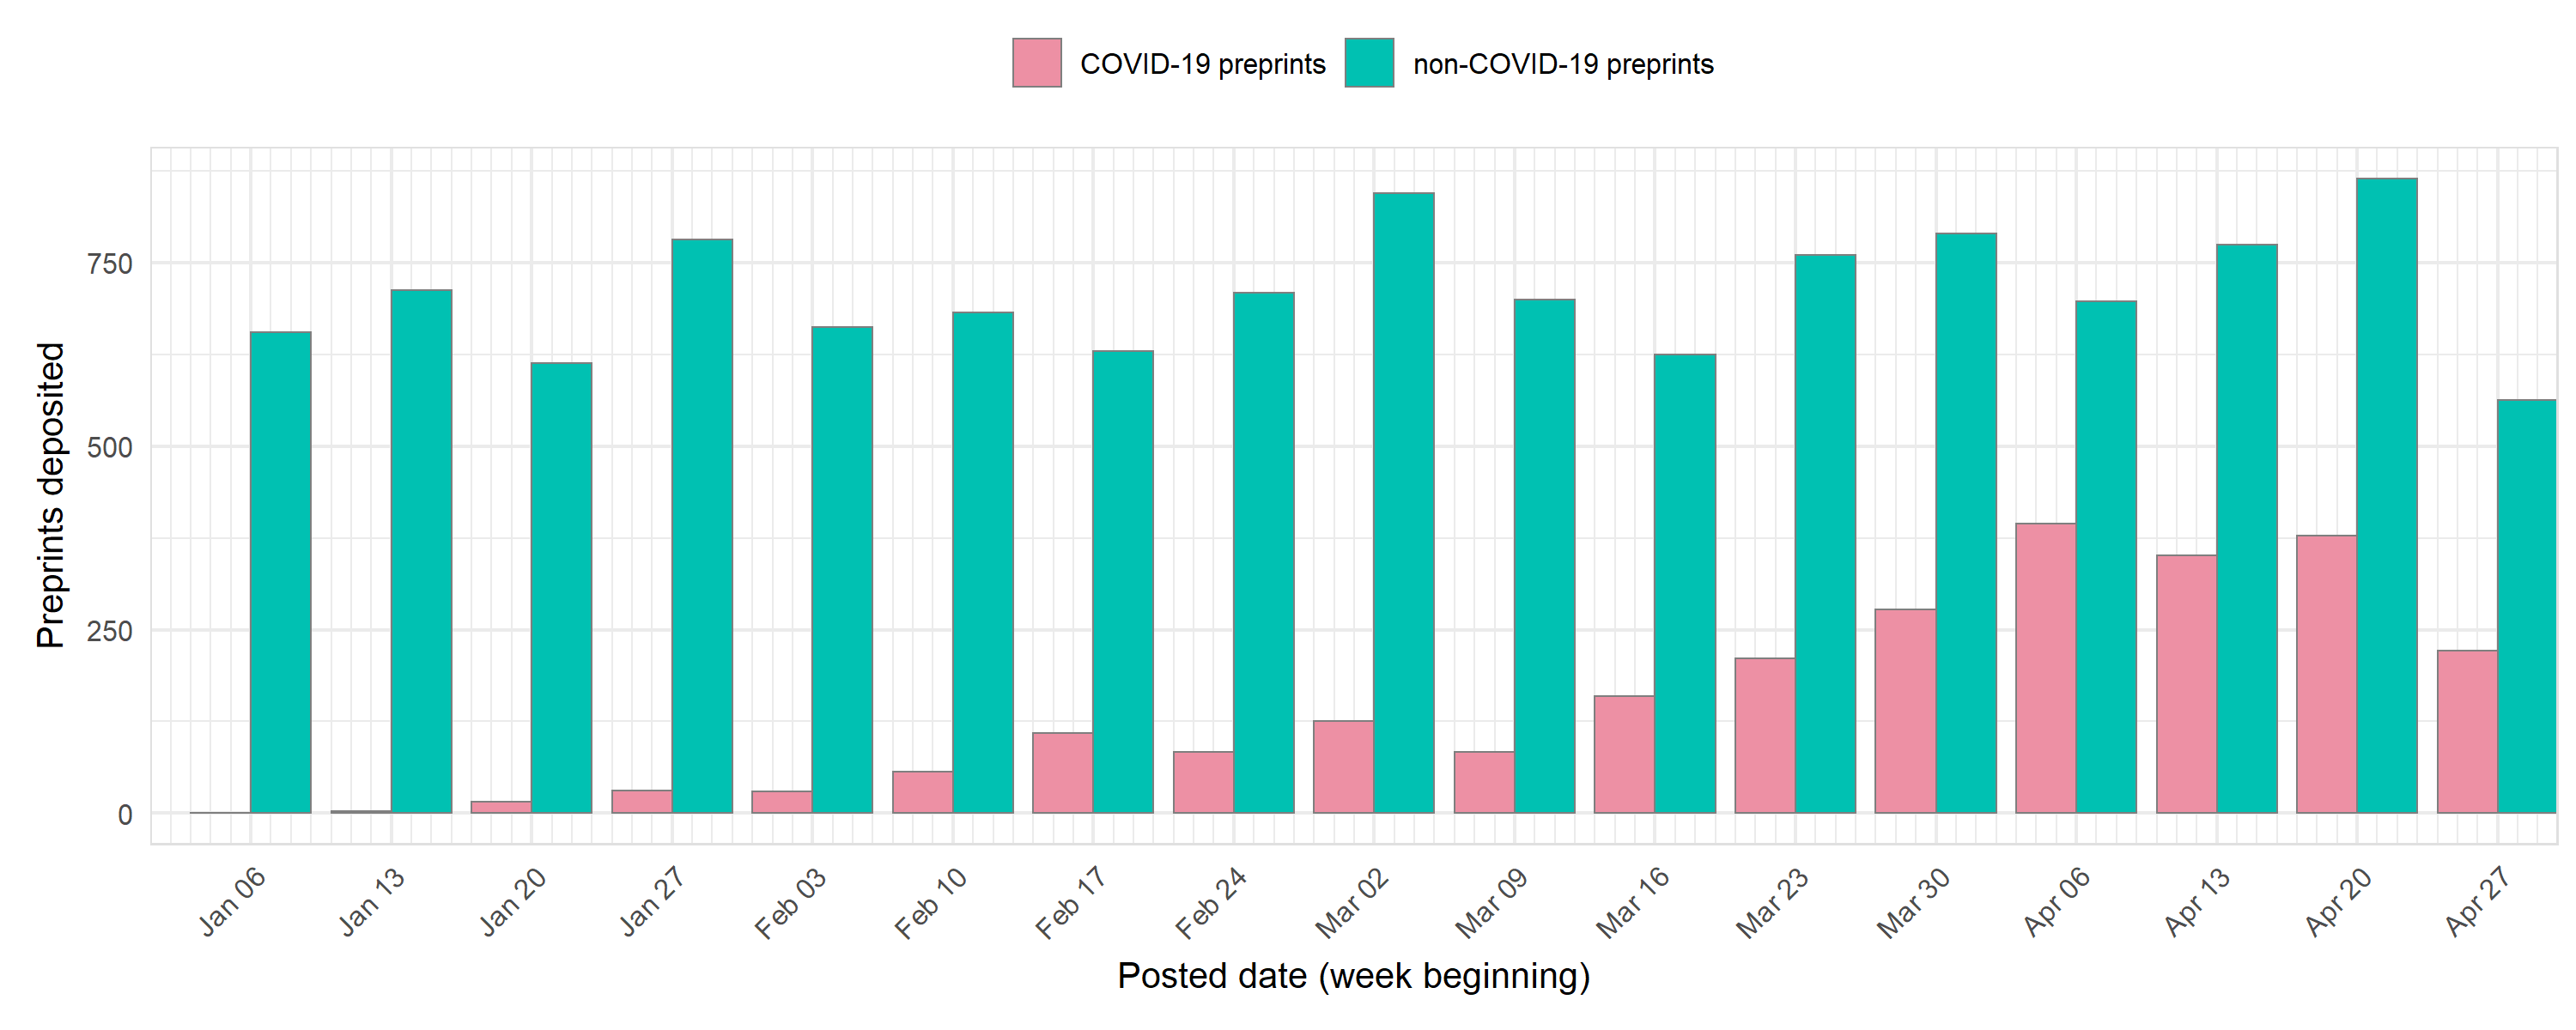 COVID-19 preprints non-COVID-19 preprints
Preprints deposited
750
500
250
0
Jan 06 Jan 13 Jan 20 Jan 27 Feb 03 Feb 10 Feb 17 Feb 24 Mar 02 Mar 09 Mar 16 Mar 23 Mar 30 Apr 06 Apr 13 Apr 20 Apr 27
Posted date (week beginning)